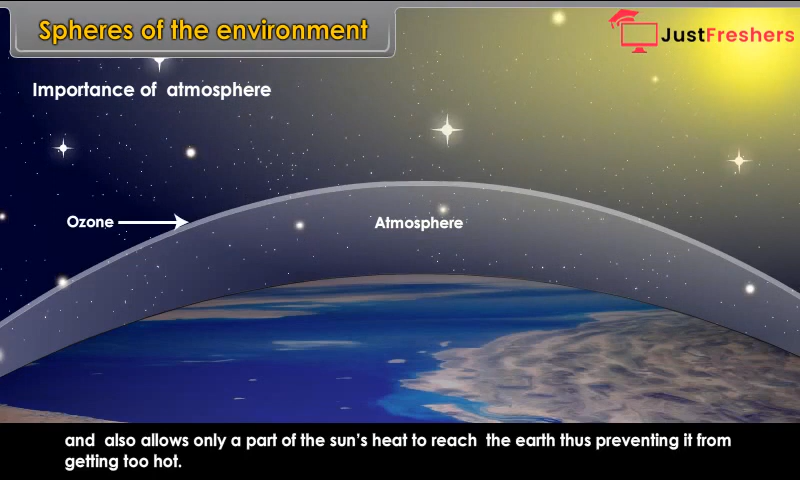 Spheres of the environment
JustFreshers
Importance of atmosphere
Ozone
Atmosphere
and also allows only a part of the sun's heat to reach the earth thus preventing it from
getting too hot.